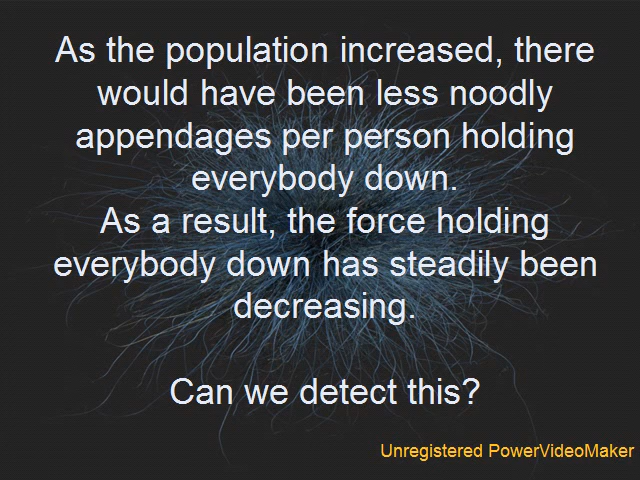 As the population increased, there
would have been less noodly
appendages per person holding
everybody down.
As a result, the force holding
everybody down has steadily been
decreasing.
Can we detect this?
Unregistered PowerVideoMaker